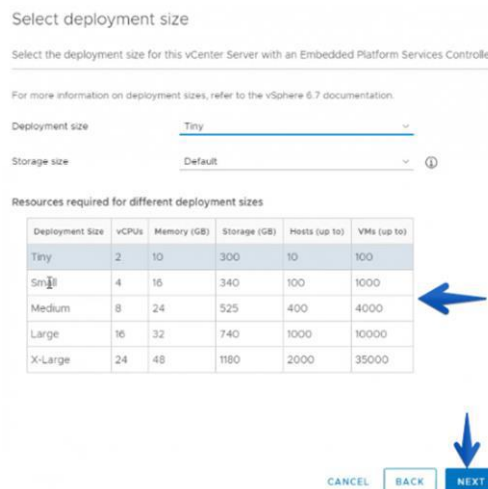 Select deployment size
Select the deployment size for this vCenter Server with an Embedded Platform Services Controlle
For more information on deployment sizes, refer to the vSphere 6.7 documentation.
Deployment size Tiny
Storage size Default
Resources required for different deployment sizes
Deployment Size vCPUs Memory (GB) Storage (GB) Hosts (up to) VMs (up to)
Tiny 2 10 300 10 100
Small 4 16 340 100 1000
Medium 8 24 525 400 4000
Large 16 32 740 1000 10000
X-Large 24 48 1180 2000 35000
CANCEL BACK NEXT